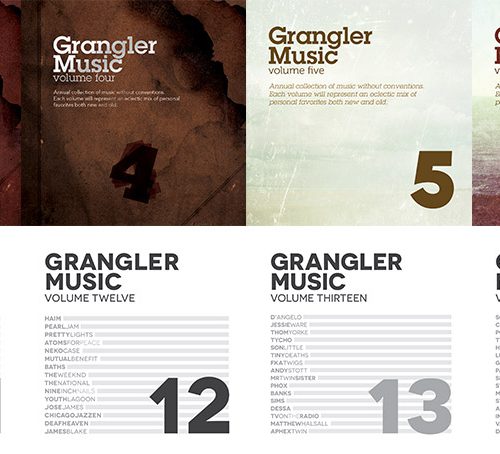 Grangler
Music
volume four
Annual collection of music without conventions.
Each volume will represent an eclectic mix of
personal favorites both new and old.
4
Grangler
Music
volume five
Annual collection of music without conventions.
Each volume will represent an eclectic mix of
personal favorites both new and old.
5
GRANGLER
MUSIC
VOLUME TWELVE
HAIM
PEARLJAM
PRETTYLIGHTS
ATOMSFORPEACE
NEKOCASE
MUTUALBENEFIT
BATHS
THEWEEKND
THENATIONAL
NINEINCHNAILS
YOUTHLAGOON
JOSEJAMES
CHICAGOJAZZEN
DEAFHEAVEN
JAMESBLAKE
12
GRANGLER
MUSIC
VOLUME THIRTEEN
D'ANGELO
JESSIEWARE
THOMYORKE
TYCHO
SONLITTLE
TINYDEATHS
FKATWIGS
ANDYSTOTT
MRTWINSISTER
PHOX
BANKS
SIMS
DESSA
TVONTHERADIO
MATTHEWHALSALL
APHEXTWIN
13